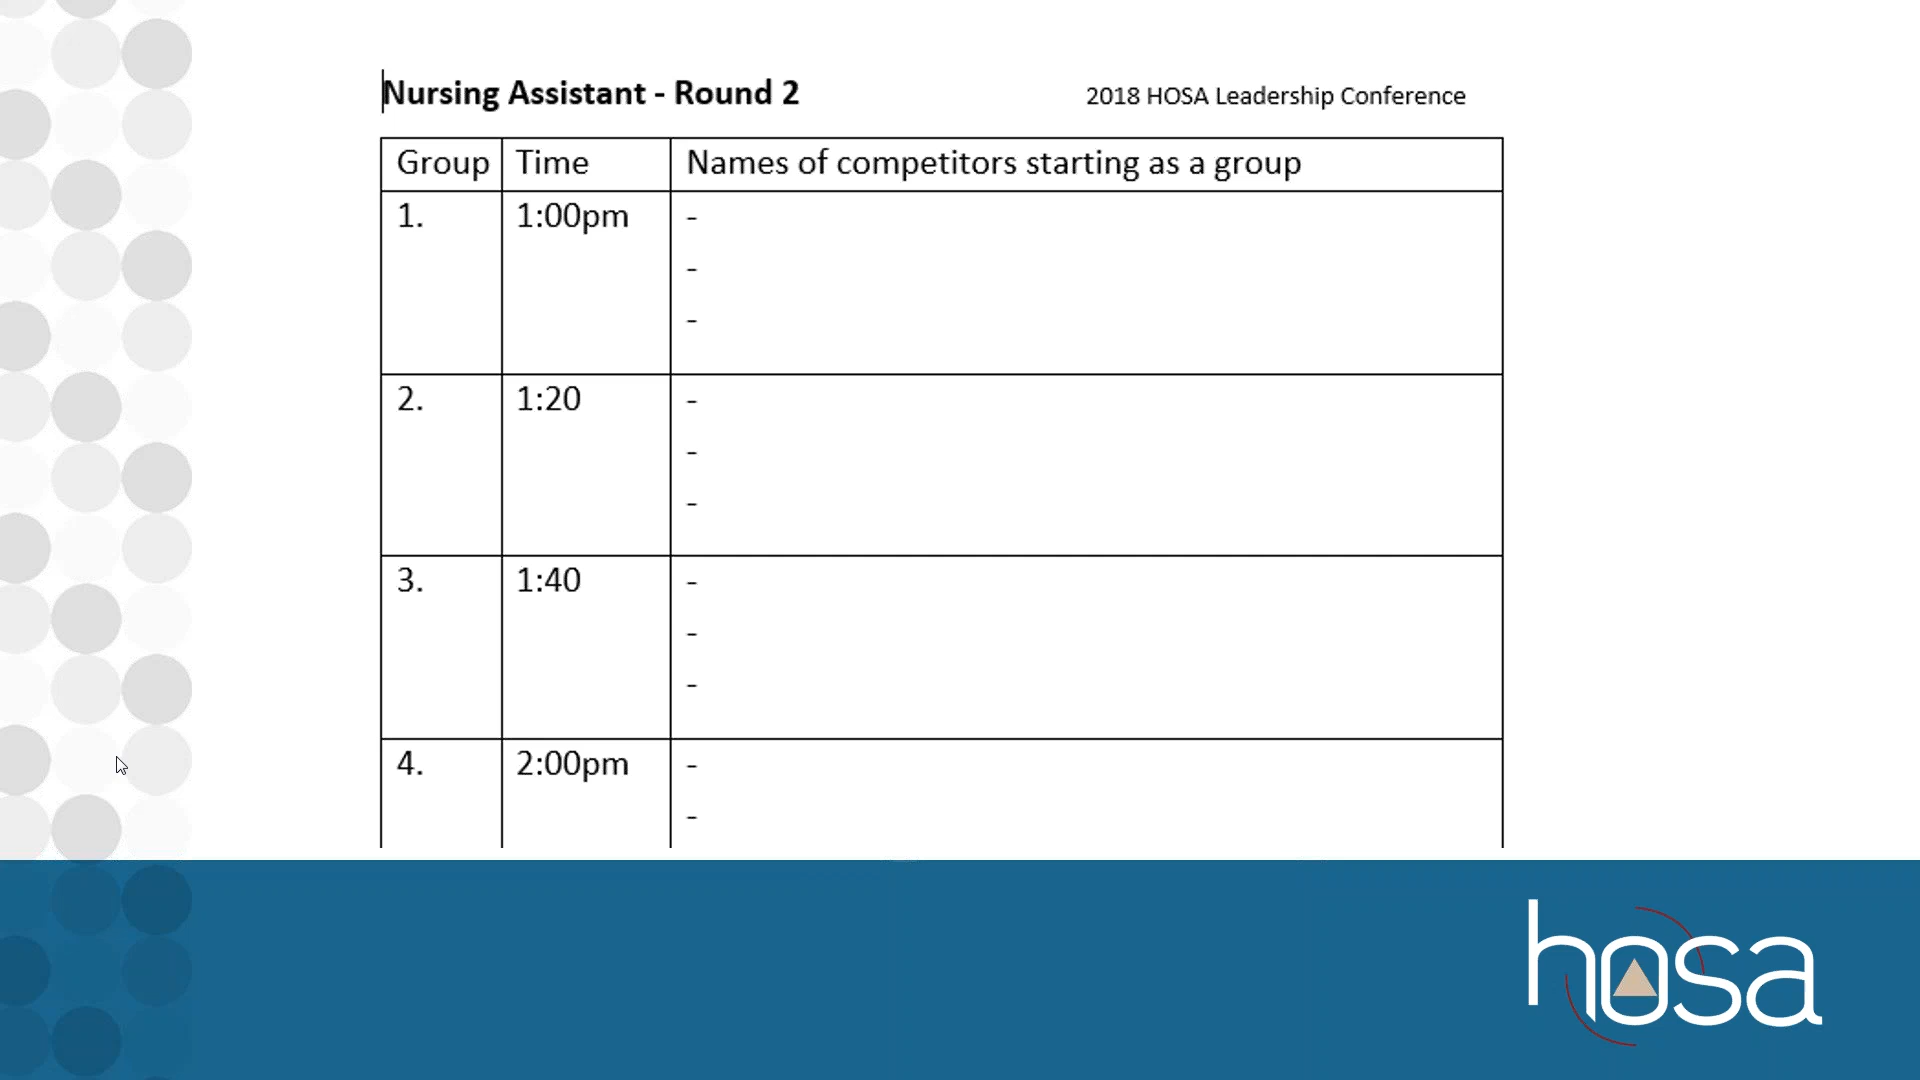 Nursing Assistant - Round 2
2018 HOSA Leadership Conference
Group Time Names of competitors starting as a group
1. 1:00pm -
-
-
2. 1:20 -
-
-
3. 1:40 -
-
-
4. 2:00pm -
-
hosa